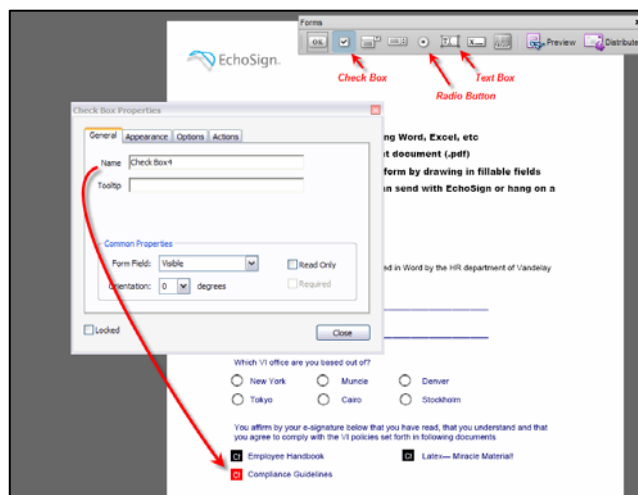 Forms
OK
Preview
Distribute
EchoSign
Check Box
Radio Button
Text Box
Check Box Properties
General Appearance Options Actions
Name Check Box4
Tooltip
Common Properties
Form Field: Visible Read Only
Orientation: 0 degrees Required
Locked Close
ng Word, Excel, etc
t document (.pdf)
form by drawing in fillable fields
n send with EchoSign or hang on a
ed in Word by the HR department of Vandelay
Which VI office are you based out of?
New York Muncie Denver
Tokyo Cairo Stockholm
You affirm by your e-signature below that you have read, that you understand and that
you agree to comply with the VI policies set forth in following documents
Employee Handbook Latex— Miracle Material!
Compliance Guidelines